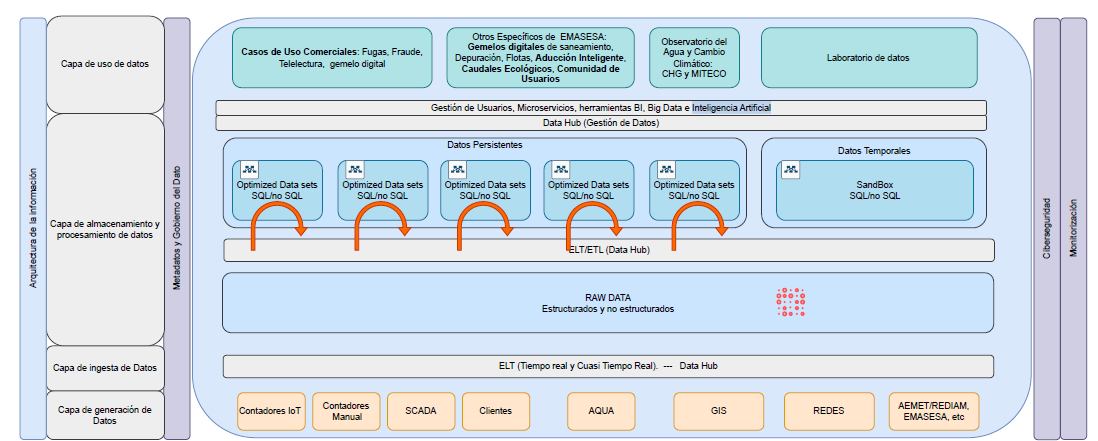 Arquitectura de la información
Capa de uso de datos
Capa de almacenamiento y
procesamiento de datos
Capa de ingesta de Datos
Capa de generación de
Datos
Metadatos y Gobierno del Dato
Casos de Uso Comerciales: Fugas, Fraude,
Telelectura, gemelo digital
Otros Específicos de EMASESA:
Gemelos digitales de saneamiento,
Depuración, Flotas, Aducción Inteligente,
Caudales Ecológicos, Comunidad de
Usuarios
Observatorio del
Agua y Cambio
Climático:
CHG y MITECO
Laboratorio de datos
Gestión de Usuarios, Microservicios, herramientas BI, Big Data e Inteligencia Artificial
Data Hub (Gestión de Datos)
Datos Persistentes
Optimized Data sets
SQL/no SQL
Optimized Data sets
SQL/no SQL
Optimized Data sets
SQL/no SQL
Optimized Data sets
SQL/no SQL
Optimized Data sets
SQL/no SQL
Datos Temporales
SandBox
SQL/no SQL
ELT/ETL (Data Hub)
RAW DATA
Estructurados y no estructurados
ELT (Tiempo real y Cuasi Tiempo Real). --- Data Hub
Contadores IoT
Contadores
Manual
SCADA
Clientes
AQUA
GIS
REDES
AEMET/REDIAM,
EMASESA, etc
Ciberseguridad
Monitorización